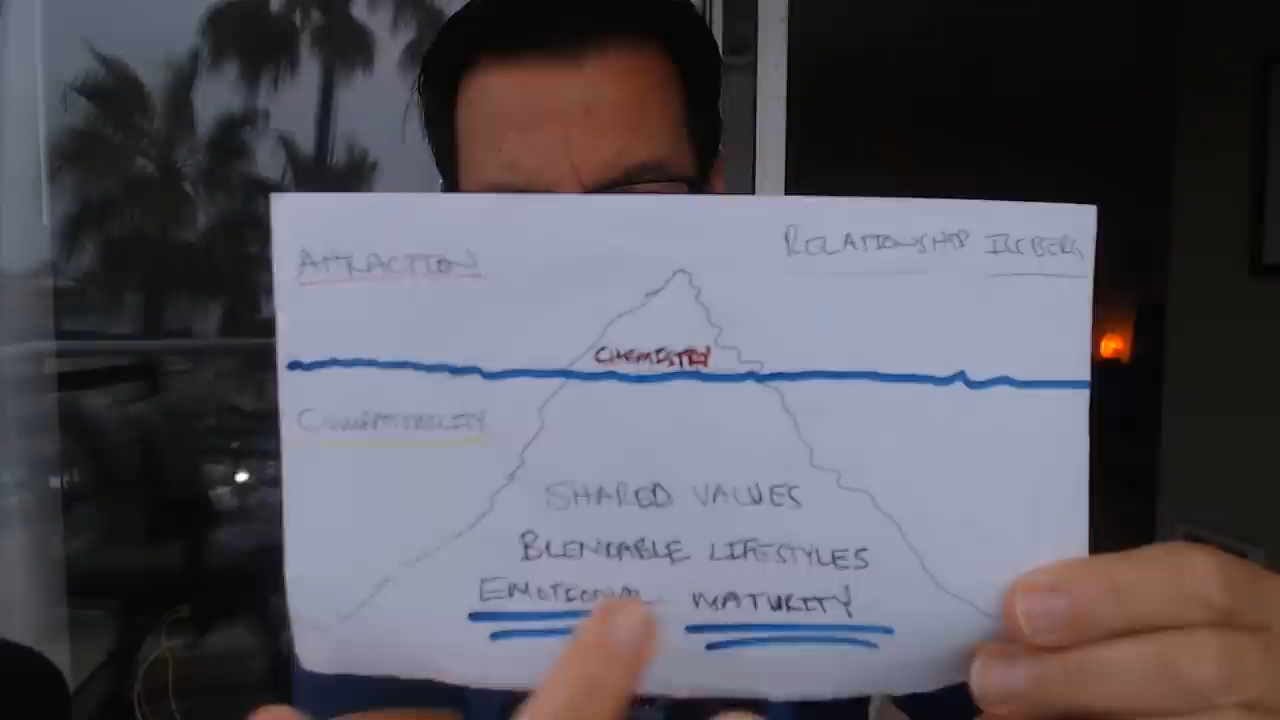 ATTRACTION
RELATIONSHIP ICEBERG
CHEMISTRY
COMPATIBILITY
SHARED VALUES
BLENDABLE LIFESTYLES
EMOTIONAL MATURITY